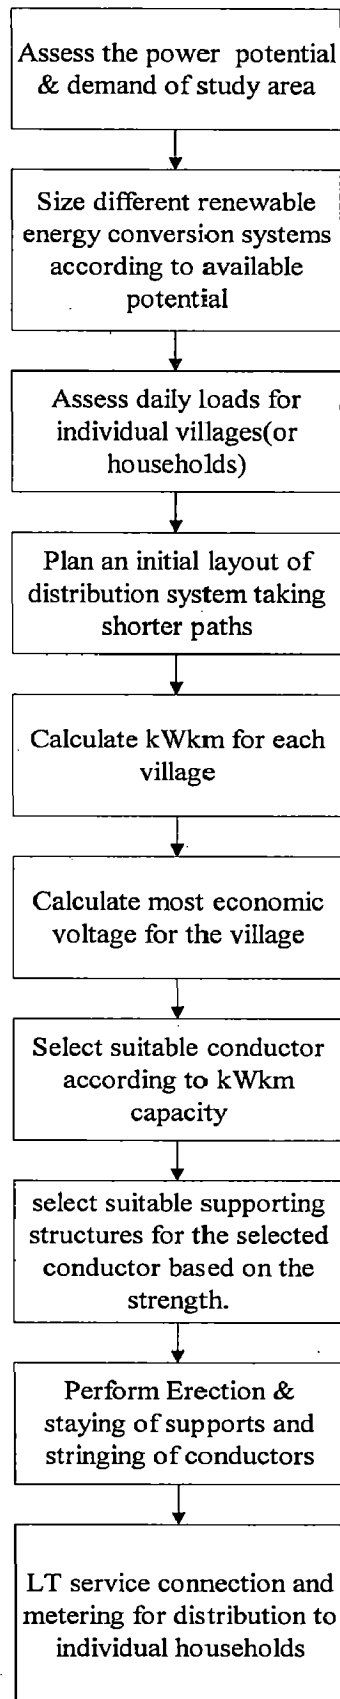 Assess the power potential
& demand of study area
Size different renewable
energy conversion systems
according to available
potential
Assess daily loads for
individual villages(or
households)
Plan an initial layout of
distribution system taking
shorter paths
Calculate kWkm for each
village
Calculate most economic
voltage for the village
Select suitable conductor
according to kWkm
capacity
select suitable supporting
structures for the selected
conductor based on the
strength.
Perform Erection &
staying of supports and
stringing of conductors
LT service connection and
metering for distribution to
individual households